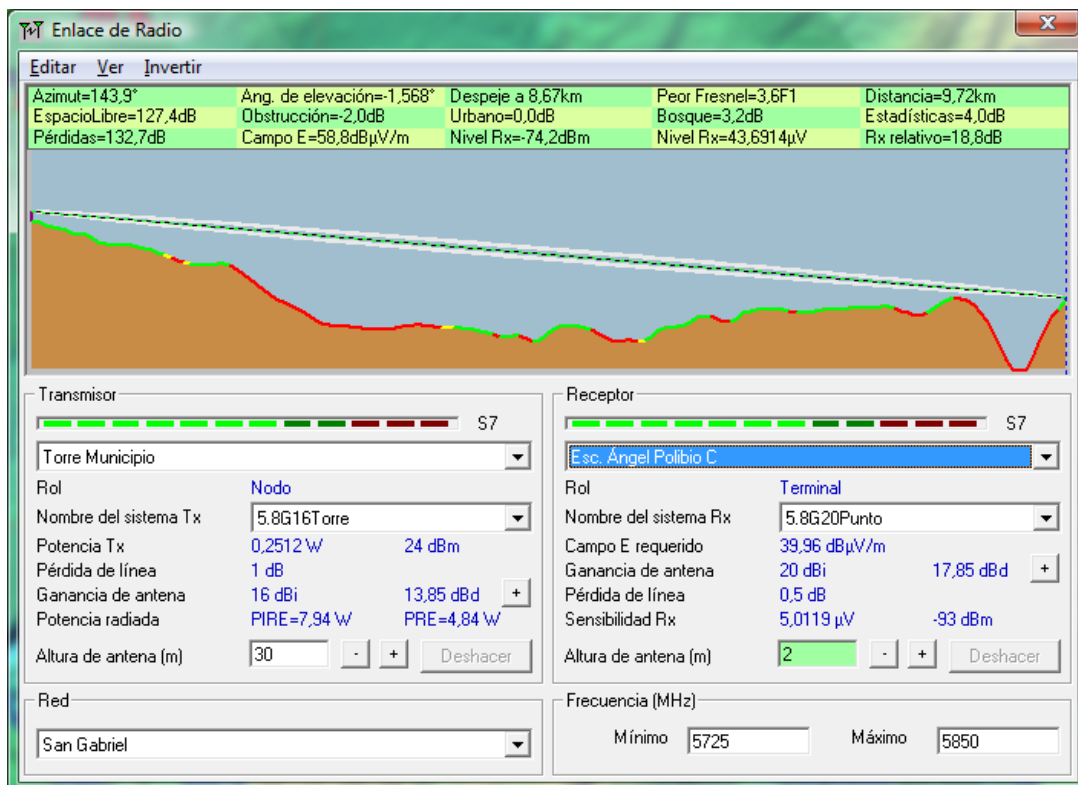 Enlace de Radio
Editar Ver Invertir
Azimut=143,9° Ang. de elevación=-1,568° Despeje a 8,67km Peor Fresnel=3,6F1 Distancia=9,72km
EspacioLibre=127,4dB Obstrucción=-2,0dB Urbano=0,0dB Bosque=3,2dB Estadísticas=4,0dB
Pérdidas=132,7dB Campo E=58,8dBµV/m Nivel Rx=-74,2dBm Nivel Rx=43,6914µV Rx relativo=18,8dB
Transmisor
S7
Torre Municipio
Rol Nodo
Nombre del sistema Tx 5.8G16Torre
Potencia Tx 0,2512 W 24 dBm
Pérdida de línea 1 dB
Ganancia de antena 16 dBi 13,85 dBd +
Potencia radiada PIRE=7,94 W PRE=4,84 W
Altura de antena (m) 30 - + Deshacer
Receptor
S7
Esc. Ángel Polibio C
Rol Terminal
Nombre del sistema Rx 5.8G20Punto
Campo E requerido 39,96 dBµV/m
Ganancia de antena 20 dBi 17,85 dBd +
Pérdida de línea 0,5 dB
Sensibilidad Rx 5,0119 µV -93 dBm
Altura de antena (m) 2 - + Deshacer
Red
San Gabriel
Frecuencia (MHz)
Mínimo 5725 Máximo 5850